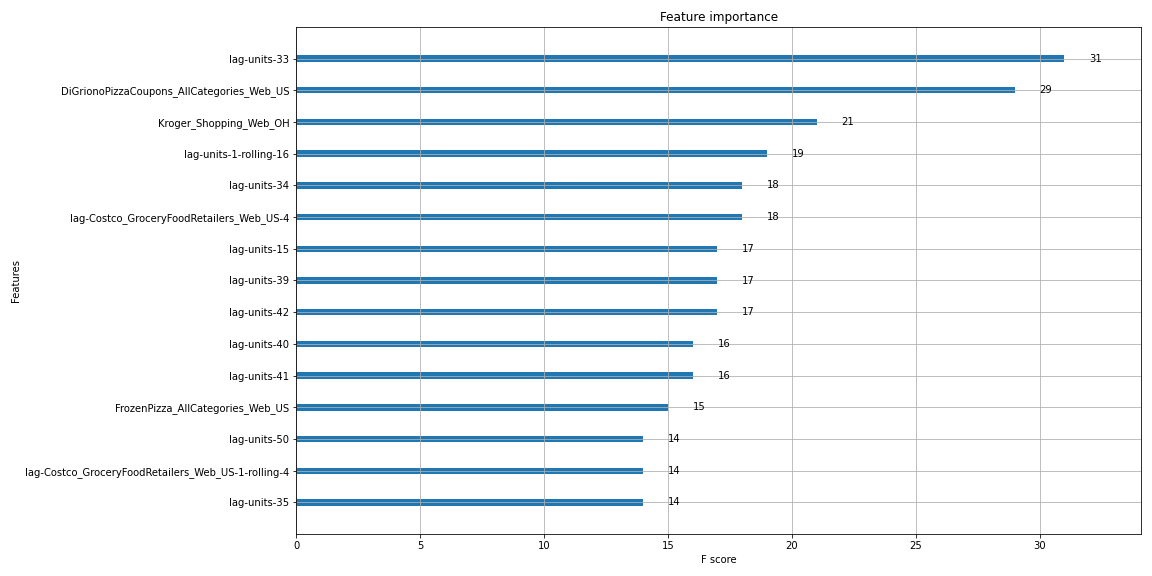 Feature importance
lag-units-33 31
DiGrionoPizzaCoupons_AllCategories_Web_US 29
Kroger_Shopping_Web_OH 21
lag-units-1-rolling-16 19
lag-units-34 18
lag-Costco_GroceryFoodRetailers_Web_US-4 18
lag-units-15 17
lag-units-39 17
lag-units-42 17
lag-units-40 16
lag-units-41 16
FrozenPizza_AllCategories_Web_US 15
lag-units-50 14
lag-Costco_GroceryFoodRetailers_Web_US-1-rolling-4 14
lag-units-35 14
Features
0 5 10 15 20 25 30
F score